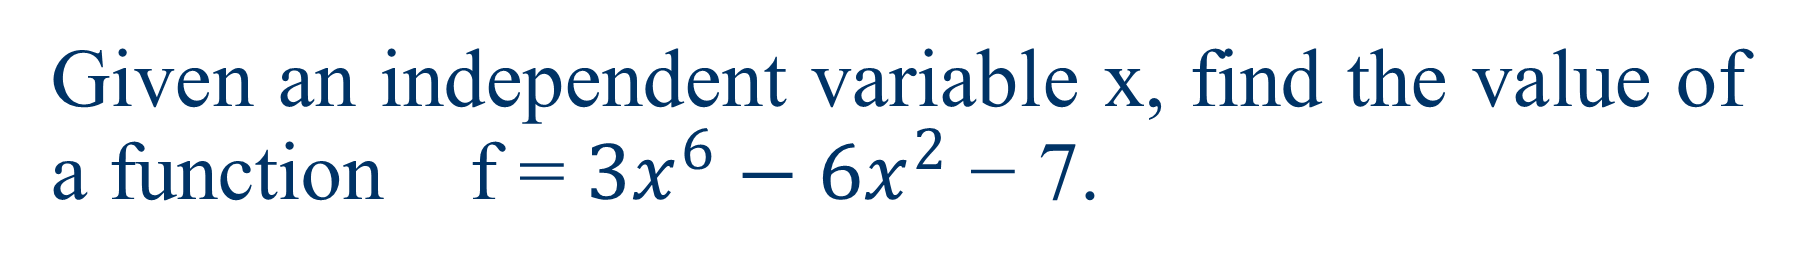 Given an independent variable x, find the value of
a function f = 3x⁶ − 6x² − 7.